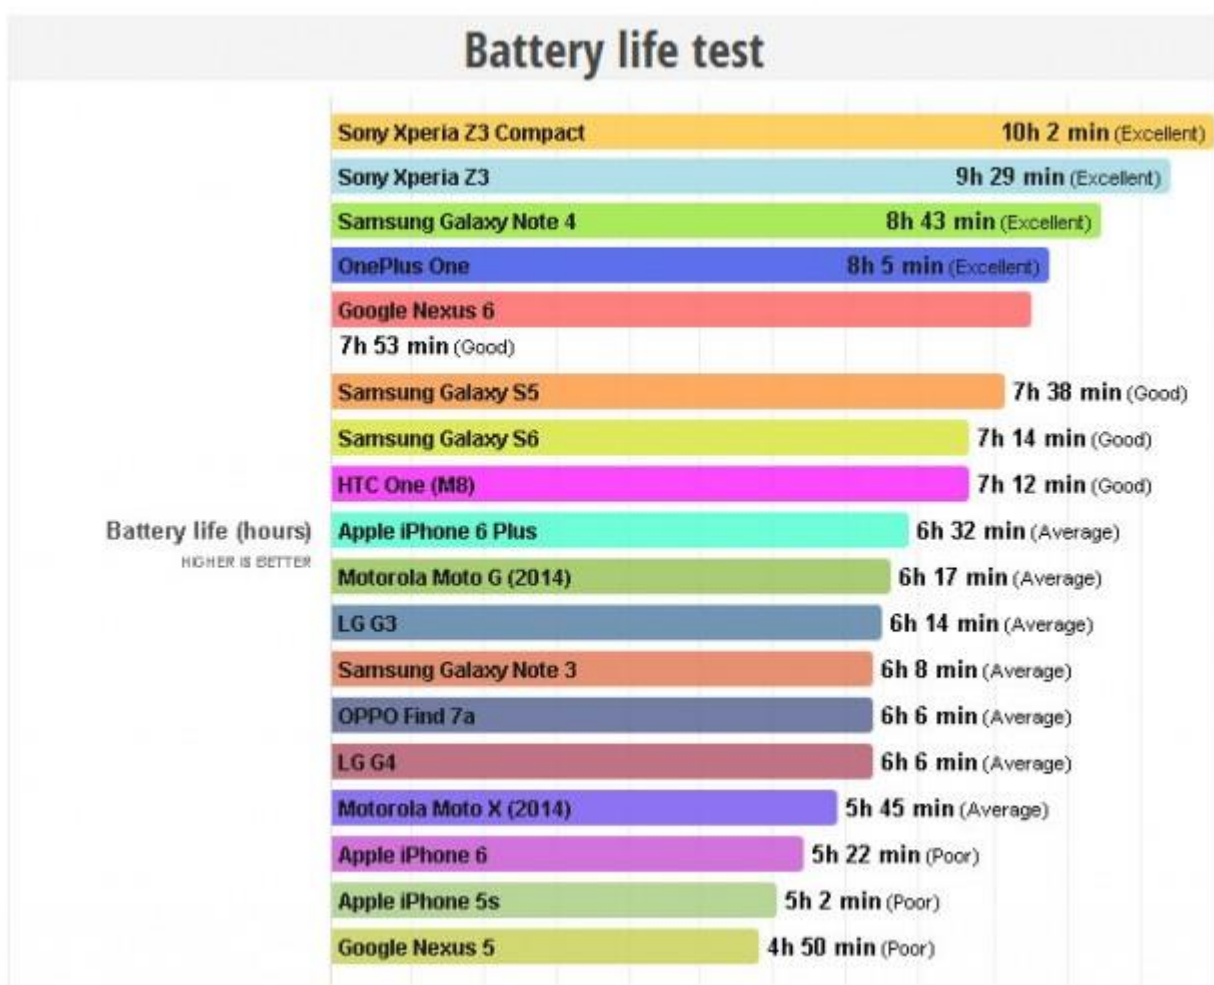 Battery life test
Sony Xperia Z3 Compact 10h 2 min (Excellent)
Sony Xperia Z3 9h 29 min (Excellent)
Samsung Galaxy Note 4 8h 43 min (Excellent)
OnePlus One 8h 5 min (Excellent)
Google Nexus 6
7h 53 min (Good)
Samsung Galaxy S5 7h 38 min (Good)
Samsung Galaxy S6 7h 14 min (Good)
HTC One (M8) 7h 12 min (Good)
Battery life (hours)
HIGHER IS BETTER
Apple iPhone 6 Plus 6h 32 min (Average)
Motorola Moto G (2014) 6h 17 min (Average)
LG G3 6h 14 min (Average)
Samsung Galaxy Note 3 6h 8 min (Average)
OPPO Find 7a 6h 6 min (Average)
LG G4 6h 6 min (Average)
Motorola Moto X (2014) 5h 45 min (Average)
Apple iPhone 6 5h 22 min (Poor)
Apple iPhone 5s 5h 2 min (Poor)
Google Nexus 5 4h 50 min (Poor)